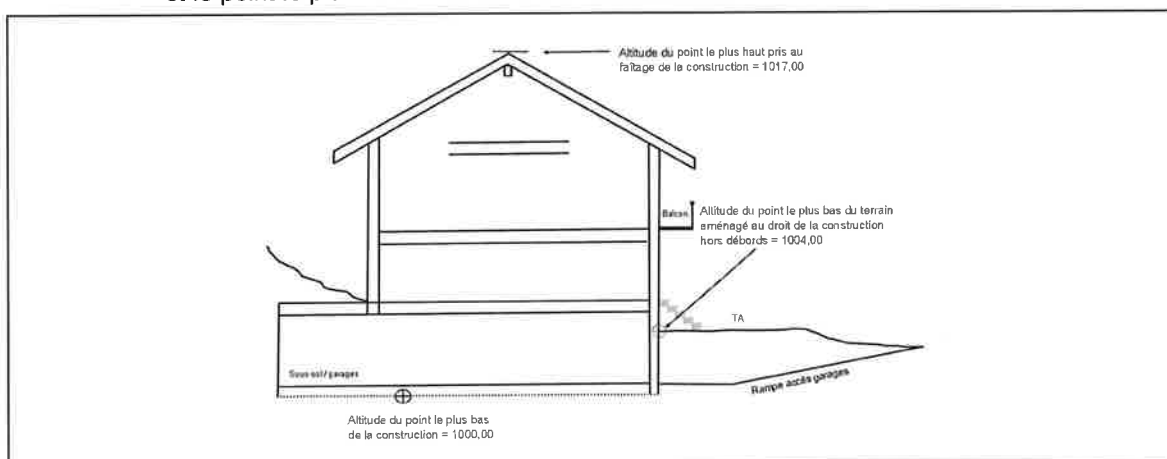 Altitude du point le plus haut pris au
faîtage de la construction = 1017,00
Balcon
Altitude du point le plus bas du terrain
aménagé au droit de la construction
hors débords = 1004,00
TA
Sous sol/garages
Rampe accès garages
Altitude du point le plus bas
de la construction = 1000,00